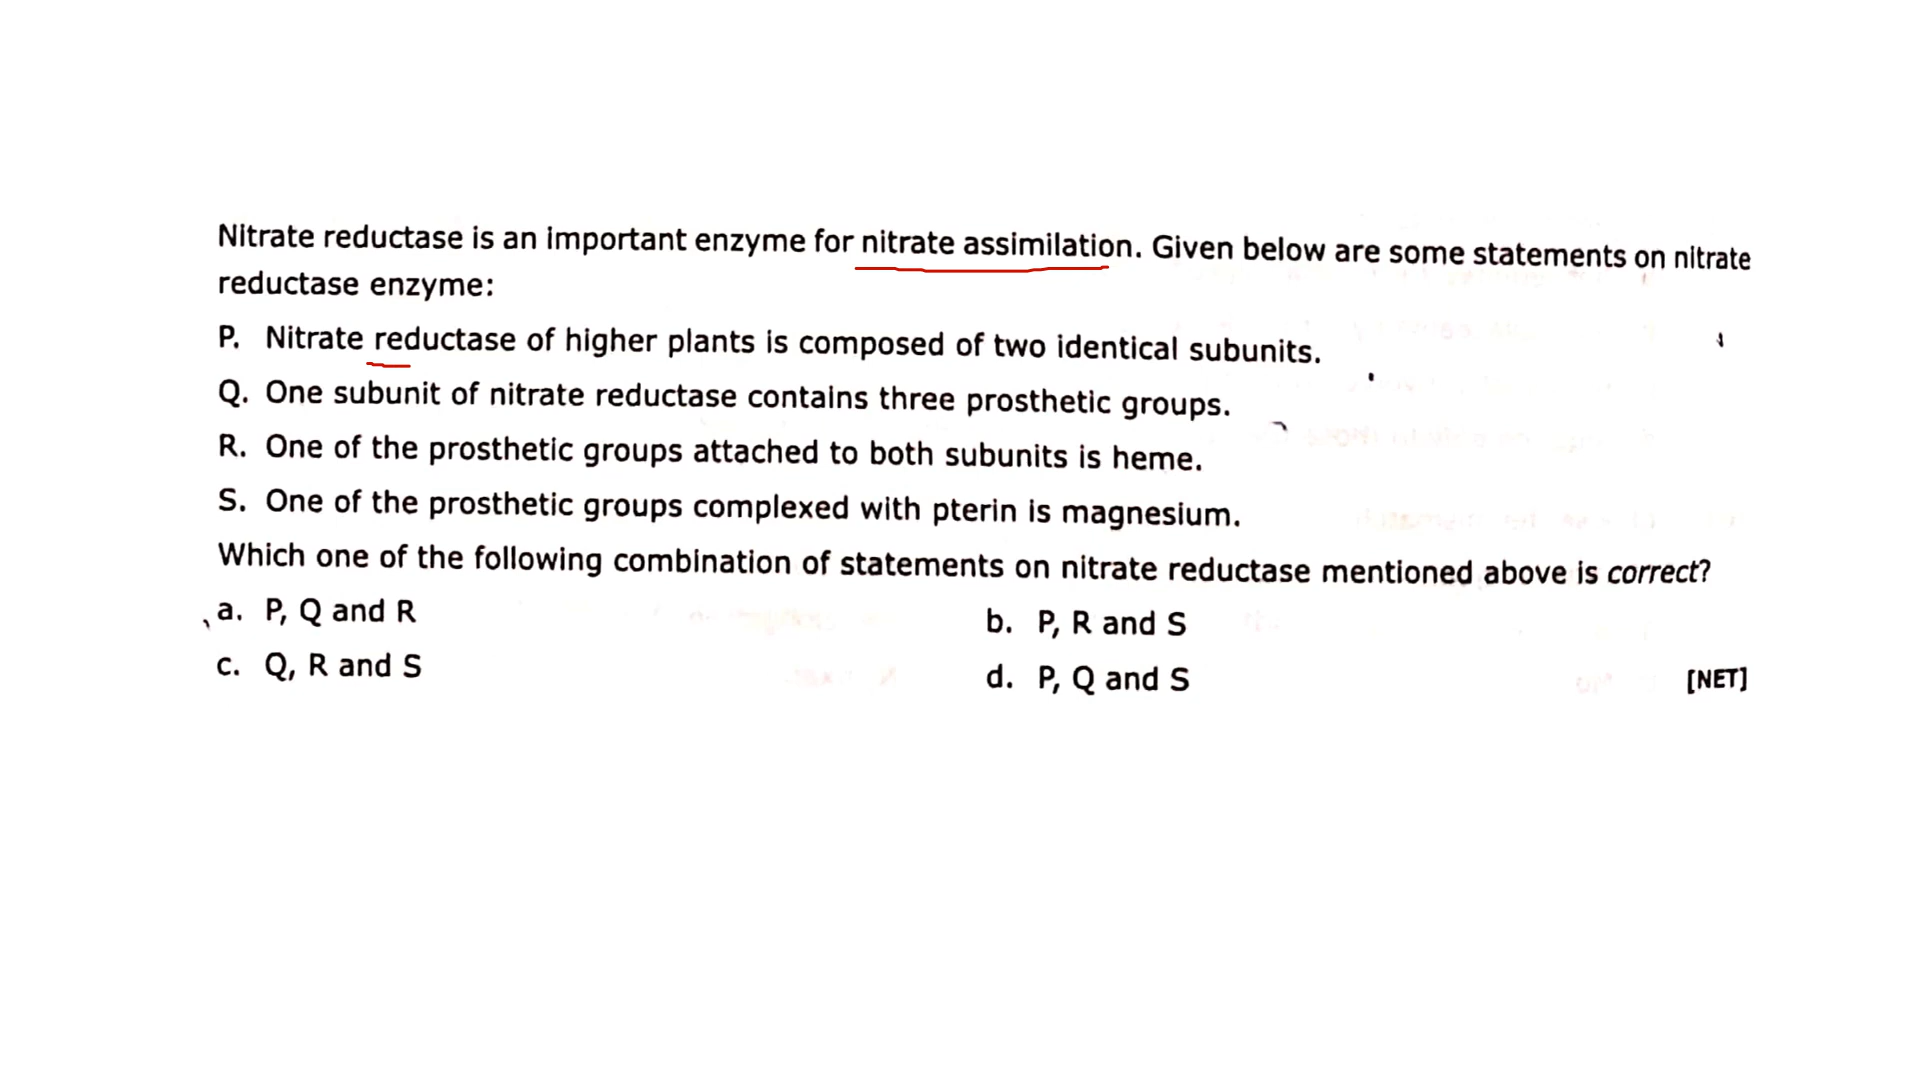 Nitrate reductase is an important enzyme for nitrate assimilation. Given below are some statements on nitrate
reductase enzyme:
P. Nitrate reductase of higher plants is composed of two identical subunits.
Q. One subunit of nitrate reductase contains three prosthetic groups.
R. One of the prosthetic groups attached to both subunits is heme.
S. One of the prosthetic groups complexed with pterin is magnesium.
Which one of the following combination of statements on nitrate reductase mentioned above is correct?
a. P, Q and R b. P, R and S
c. Q, R and S d. P, Q and S [NET]